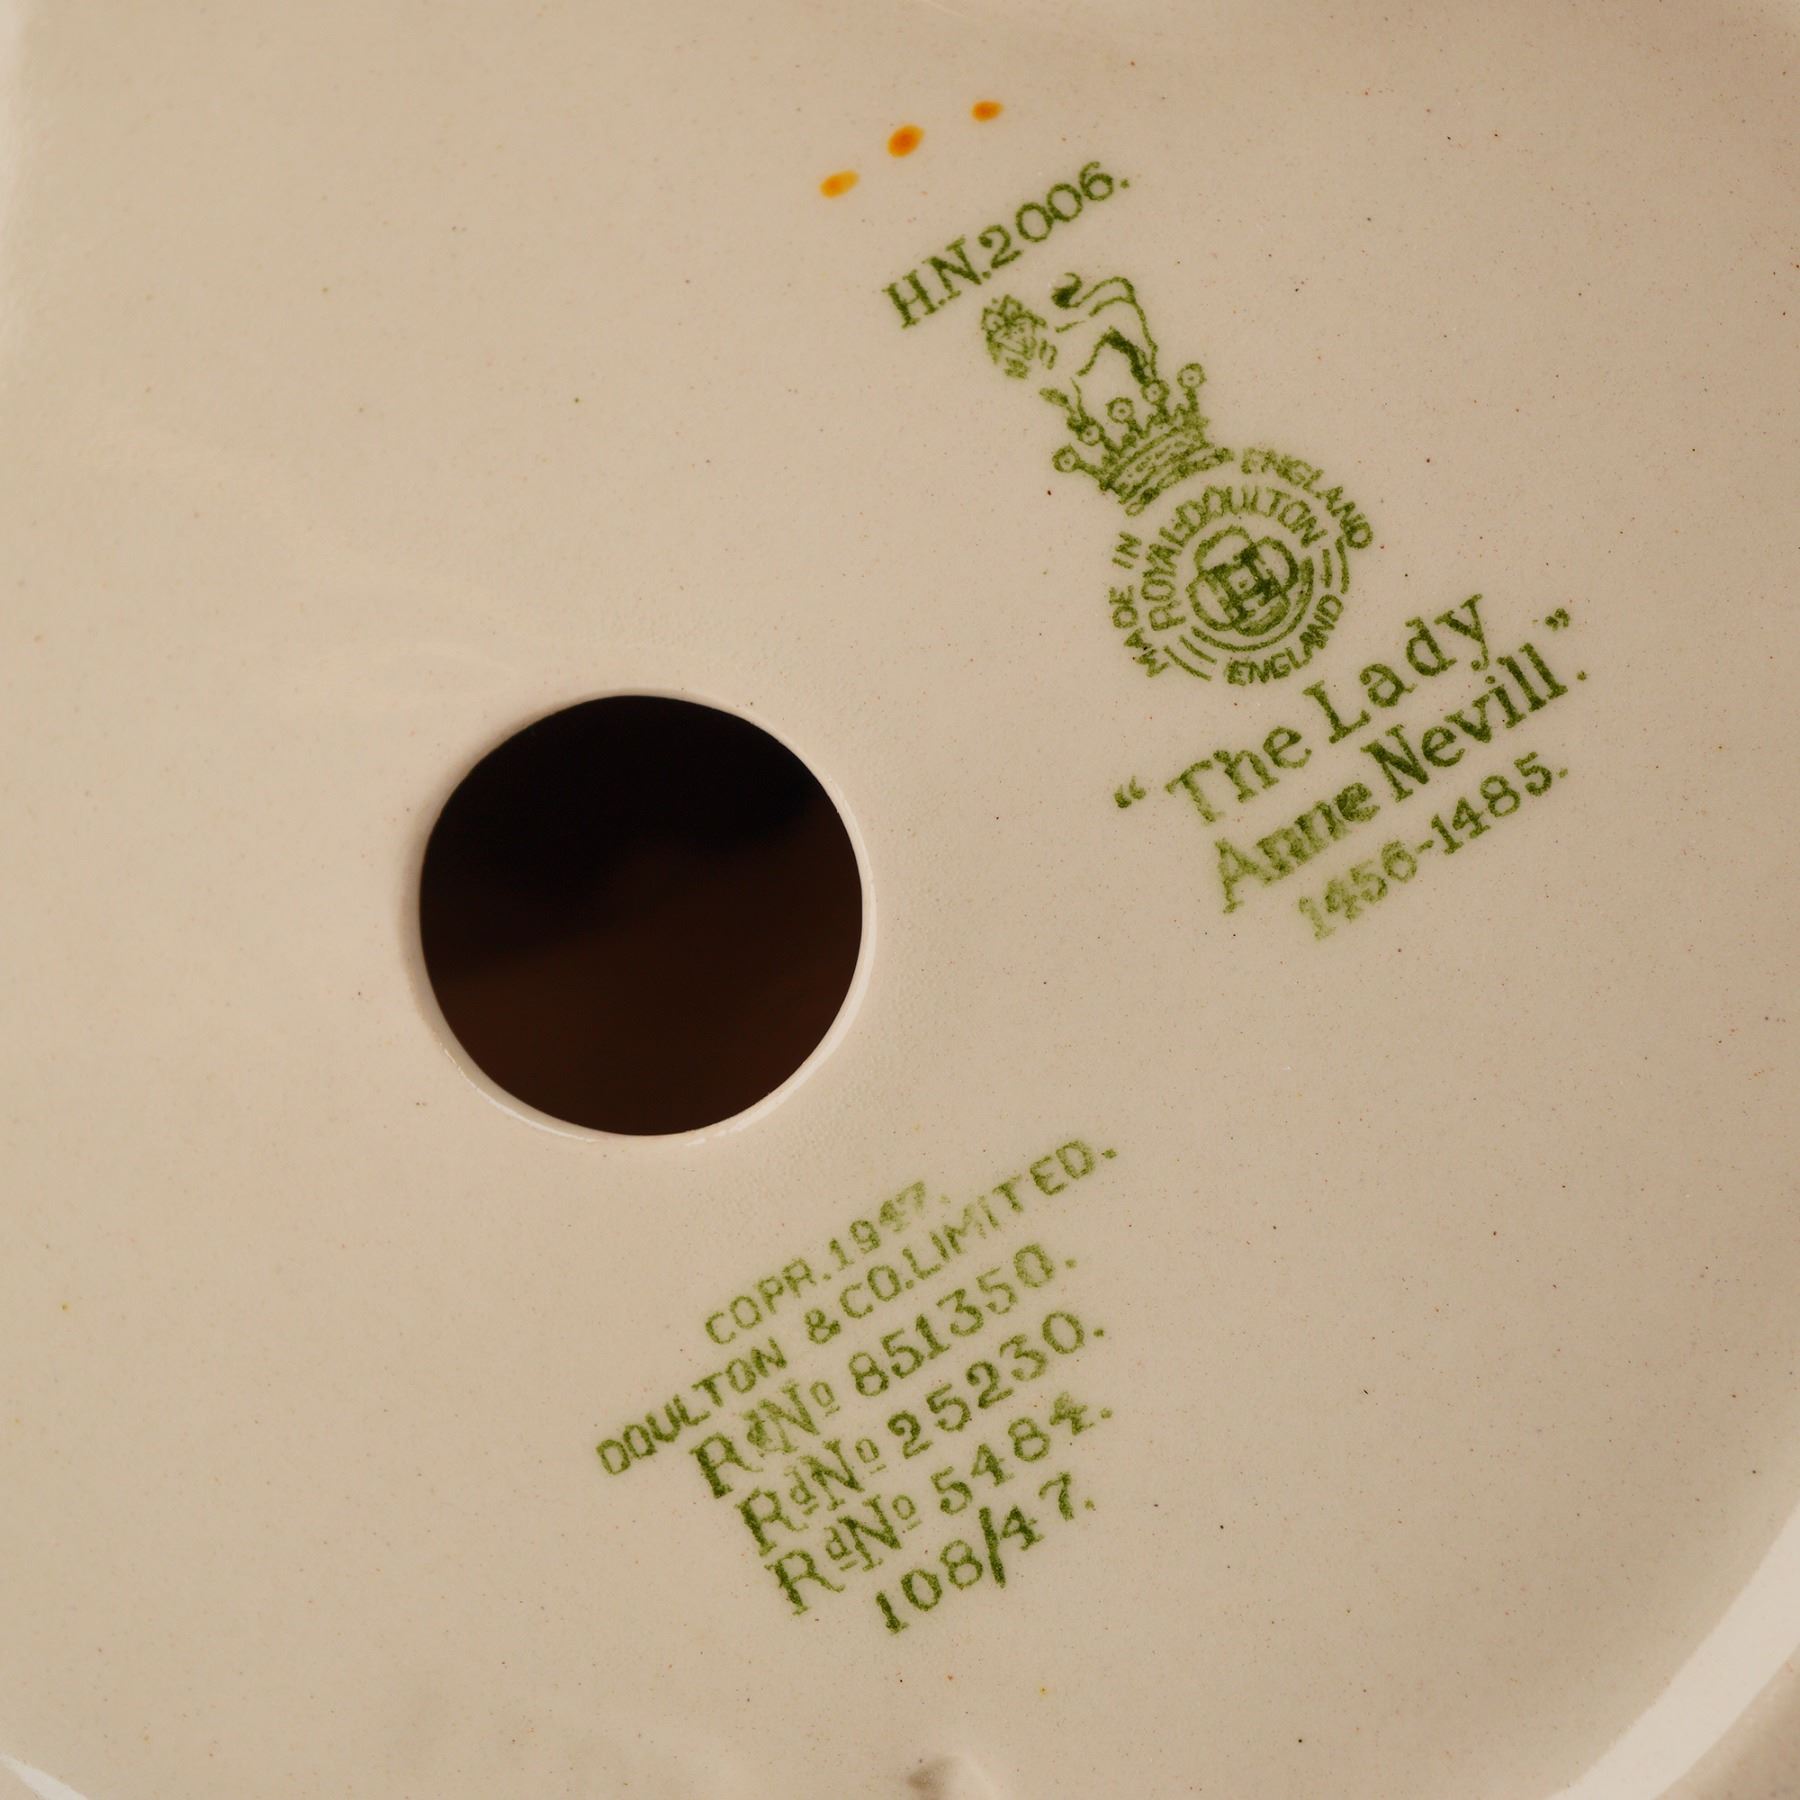 H.N.2006.
MADE IN ENGLAND
ROYAL DOULTON
ENGLAND
“The Lady
Anne Nevill”.
1456-1485.
COPR.1947.
DOULTON & CO.LIMITED.
RdNo 851350.
RdNo 25230.
RdNo 5484.
108/47.